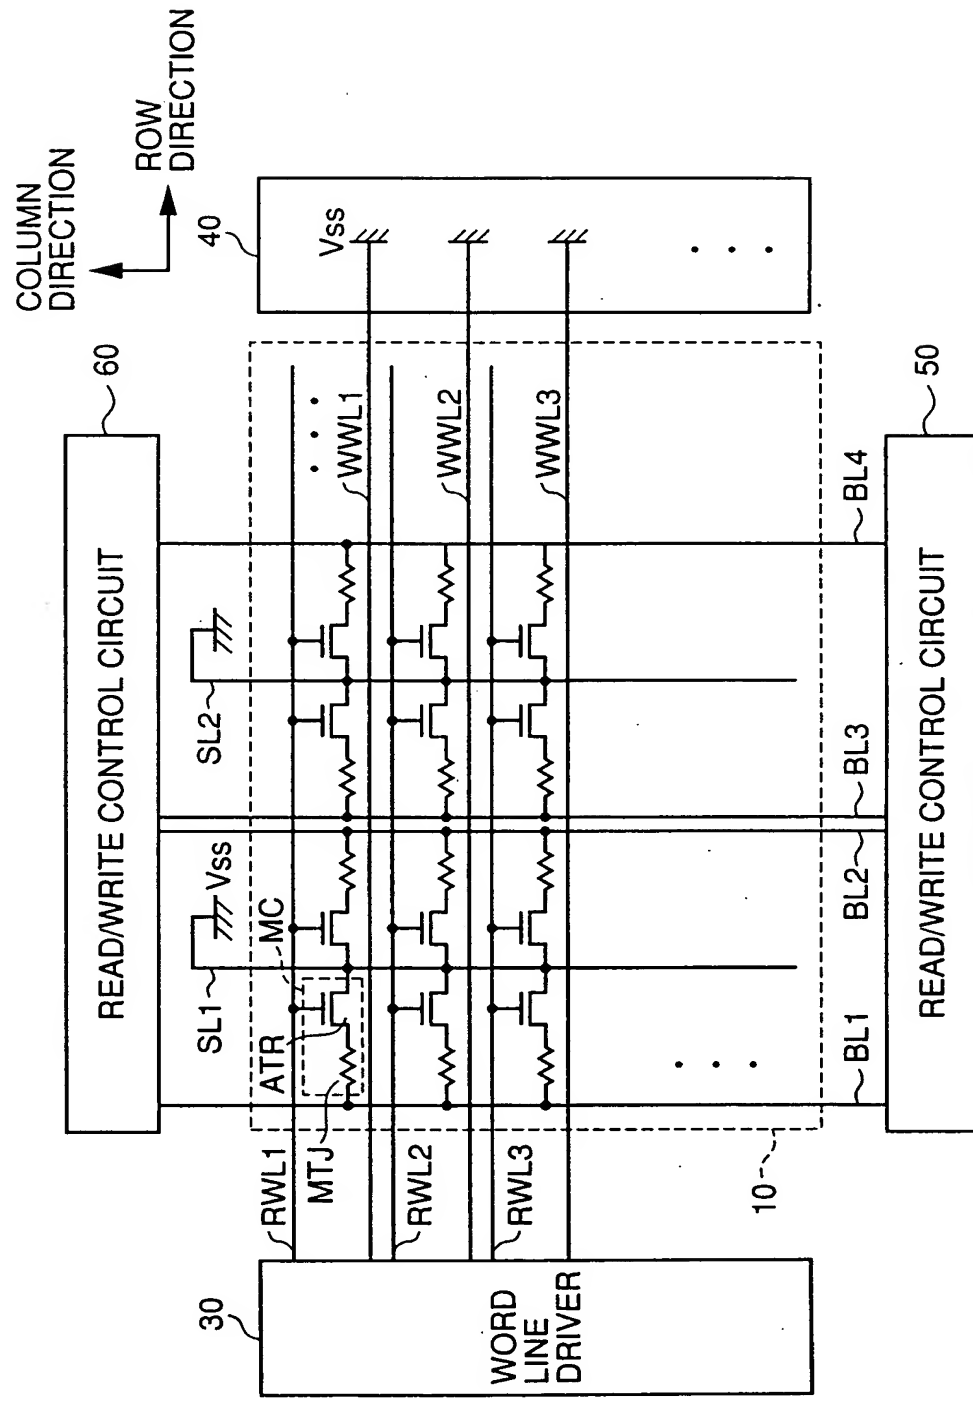 COLUMN
DIRECTION
ROW
DIRECTION
60
READ/WRITE CONTROL CIRCUIT
40
Vss
SL1
Vss
SL2
MC
ATR
MTJ
RWL1
WWL1
RWL2
WWL2
RWL3
WWL3
30
WORD
LINE
DRIVER
10
BL1
BL2
BL3
BL4
50
READ/WRITE CONTROL CIRCUIT